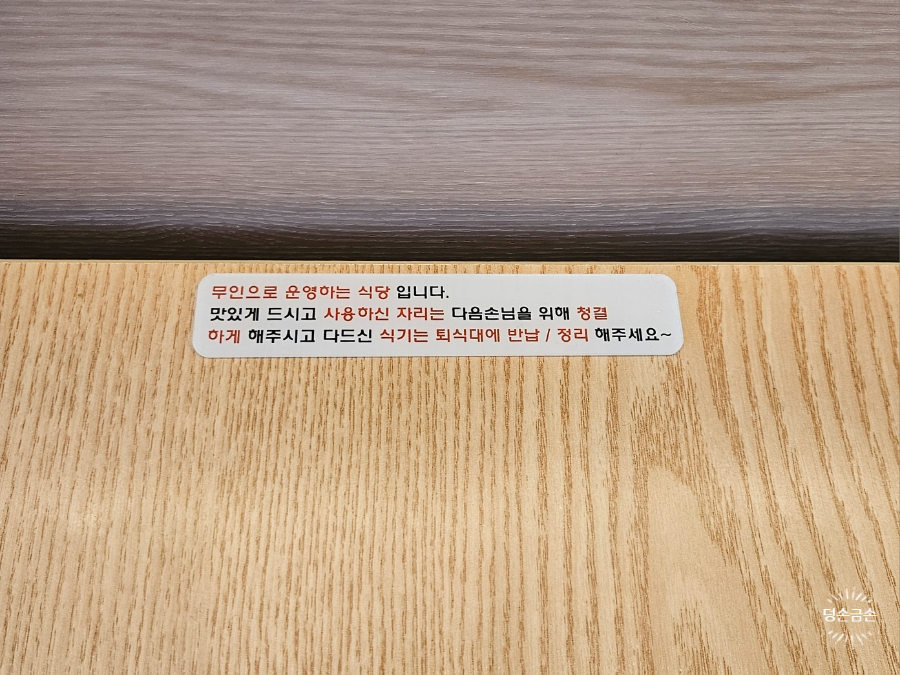 무인으로 운영하는 식당 입니다.
맛있게 드시고 사용하신 자리는 다음손님을 위해 청결
하게 해주시고 다드신 식기는 퇴식대에 반납 / 정리 해주세요~
덩손금손